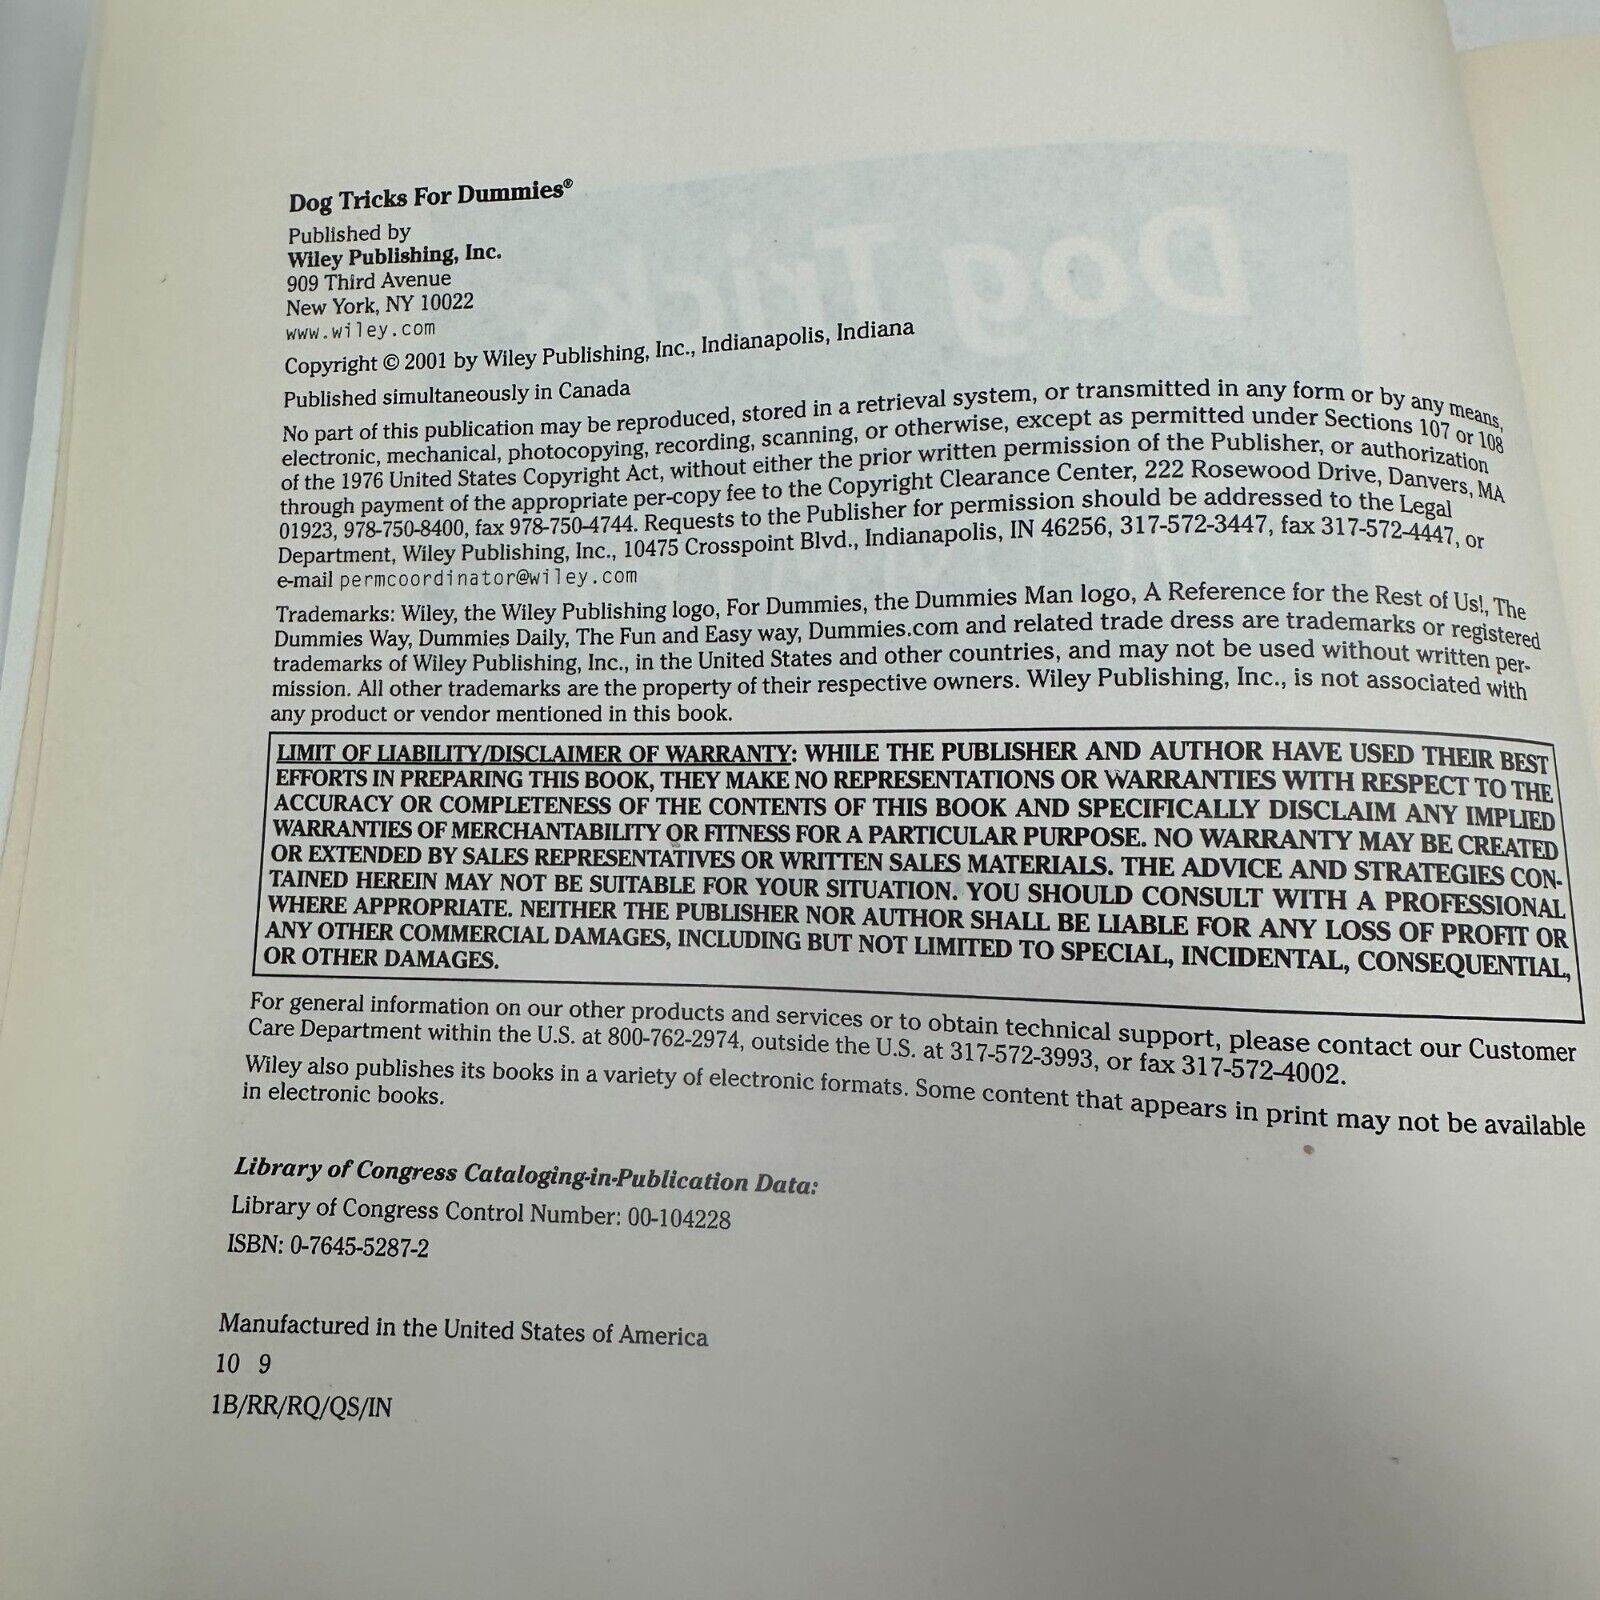 Dog Tricks For Dummies®
Published by
Wiley Publishing, Inc.
909 Third Avenue
New York, NY 10022
www.wiley.com
Copyright © 2001 by Wiley Publishing, Inc., Indianapolis, Indiana
Published simultaneously in Canada
No part of this publication may be reproduced, stored in a retrieval system, or transmitted in any form or by any means,
electronic, mechanical, photocopying, recording, scanning, or otherwise, except as permitted under Sections 107 or 108
of the 1976 United States Copyright Act, without either the prior written permission of the Publisher, or authorization
through payment of the appropriate per-copy fee to the Copyright Clearance Center, 222 Rosewood Drive, Danvers, MA
01923, 978-750-8400, fax 978-750-4744. Requests to the Publisher for permission should be addressed to the Legal
Department, Wiley Publishing, Inc., 10475 Crosspoint Blvd., Indianapolis, IN 46256, 317-572-3447, fax 317-572-4447, or
e-mail permcoordinator@wiley.com
Trademarks: Wiley, the Wiley Publishing logo, For Dummies, the Dummies Man logo, A Reference for the Rest of Us!, The
Dummies Way, Dummies Daily, The Fun and Easy way, Dummies.com and related trade dress are trademarks or registered
trademarks of Wiley Publishing, Inc., in the United States and other countries, and may not be used without written per-
mission. All other trademarks are the property of their respective owners. Wiley Publishing, Inc., is not associated with
any product or vendor mentioned in this book.
LIMIT OF LIABILITY/DISCLAIMER OF WARRANTY: WHILE THE PUBLISHER AND AUTHOR HAVE USED THEIR BEST
EFFORTS IN PREPARING THIS BOOK, THEY MAKE NO REPRESENTATIONS OR WARRANTIES WITH RESPECT TO THE
ACCURACY OR COMPLETENESS OF THE CONTENTS OF THIS BOOK AND SPECIFICALLY DISCLAIM ANY IMPLIED
WARRANTIES OF MERCHANTABILITY OR FITNESS FOR A PARTICULAR PURPOSE. NO WARRANTY MAY BE CREATED
OR EXTENDED BY SALES REPRESENTATIVES OR WRITTEN SALES MATERIALS. THE ADVICE AND STRATEGIES CON-
TAINED HEREIN MAY NOT BE SUITABLE FOR YOUR SITUATION. YOU SHOULD CONSULT WITH A PROFESSIONAL
WHERE APPROPRIATE. NEITHER THE PUBLISHER NOR AUTHOR SHALL BE LIABLE FOR ANY LOSS OF PROFIT OR
ANY OTHER COMMERCIAL DAMAGES, INCLUDING BUT NOT LIMITED TO SPECIAL, INCIDENTAL, CONSEQUENTIAL,
OR OTHER DAMAGES.
For general information on our other products and services or to obtain technical support, please contact our Customer
Care Department within the U.S. at 800-762-2974, outside the U.S. at 317-572-3993, or fax 317-572-4002.
Wiley also publishes its books in a variety of electronic formats. Some content that appears in print may not be available
in electronic books.
Library of Congress Cataloging-in-Publication Data:
Library of Congress Control Number: 00-104228
ISBN: 0-7645-5287-2
Manufactured in the United States of America
10 9
1B/RR/RQ/QS/IN